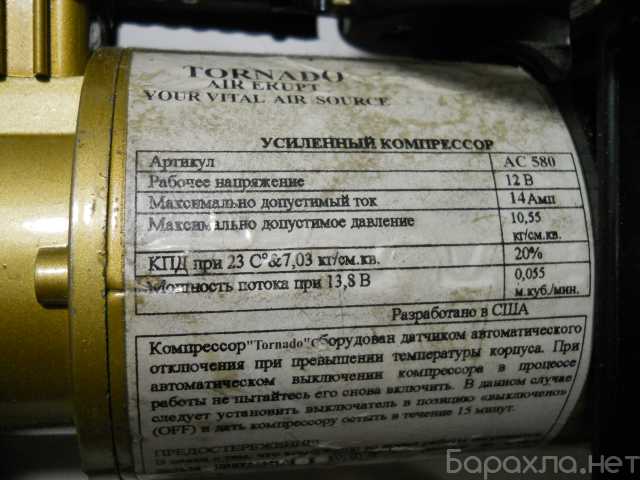 TORNADO
AIR ERUPT
YOUR VITAL AIR SOURCE
УСИЛЕННЫЙ КОМПРЕССОР
Артикул AC 580
Рабочее напряжение 12 В
Максимально допустимый ток 14 Амп
Максимально допустимое давление 10,55 кг/см.кв.
КПД при 23 С°&7,03 кг/см.кв. 20%
Мощность потока при 13,8 В 0,055 м.куб/мин.
Разработано в США
Компрессор "Tornado" оборудован датчиком автоматического
отключения при превышении температуры корпуса. При
автоматическом выключении компрессора в процессе
работы не пытайтесь его снова включить. В данном случае
следует установить выключатель в позицию «выключено»
(OFF) и дать компрессору остыть в течение 15 минут.
ПРЕДОСТЕРЕЖЕНИЕ
Барахла.нет